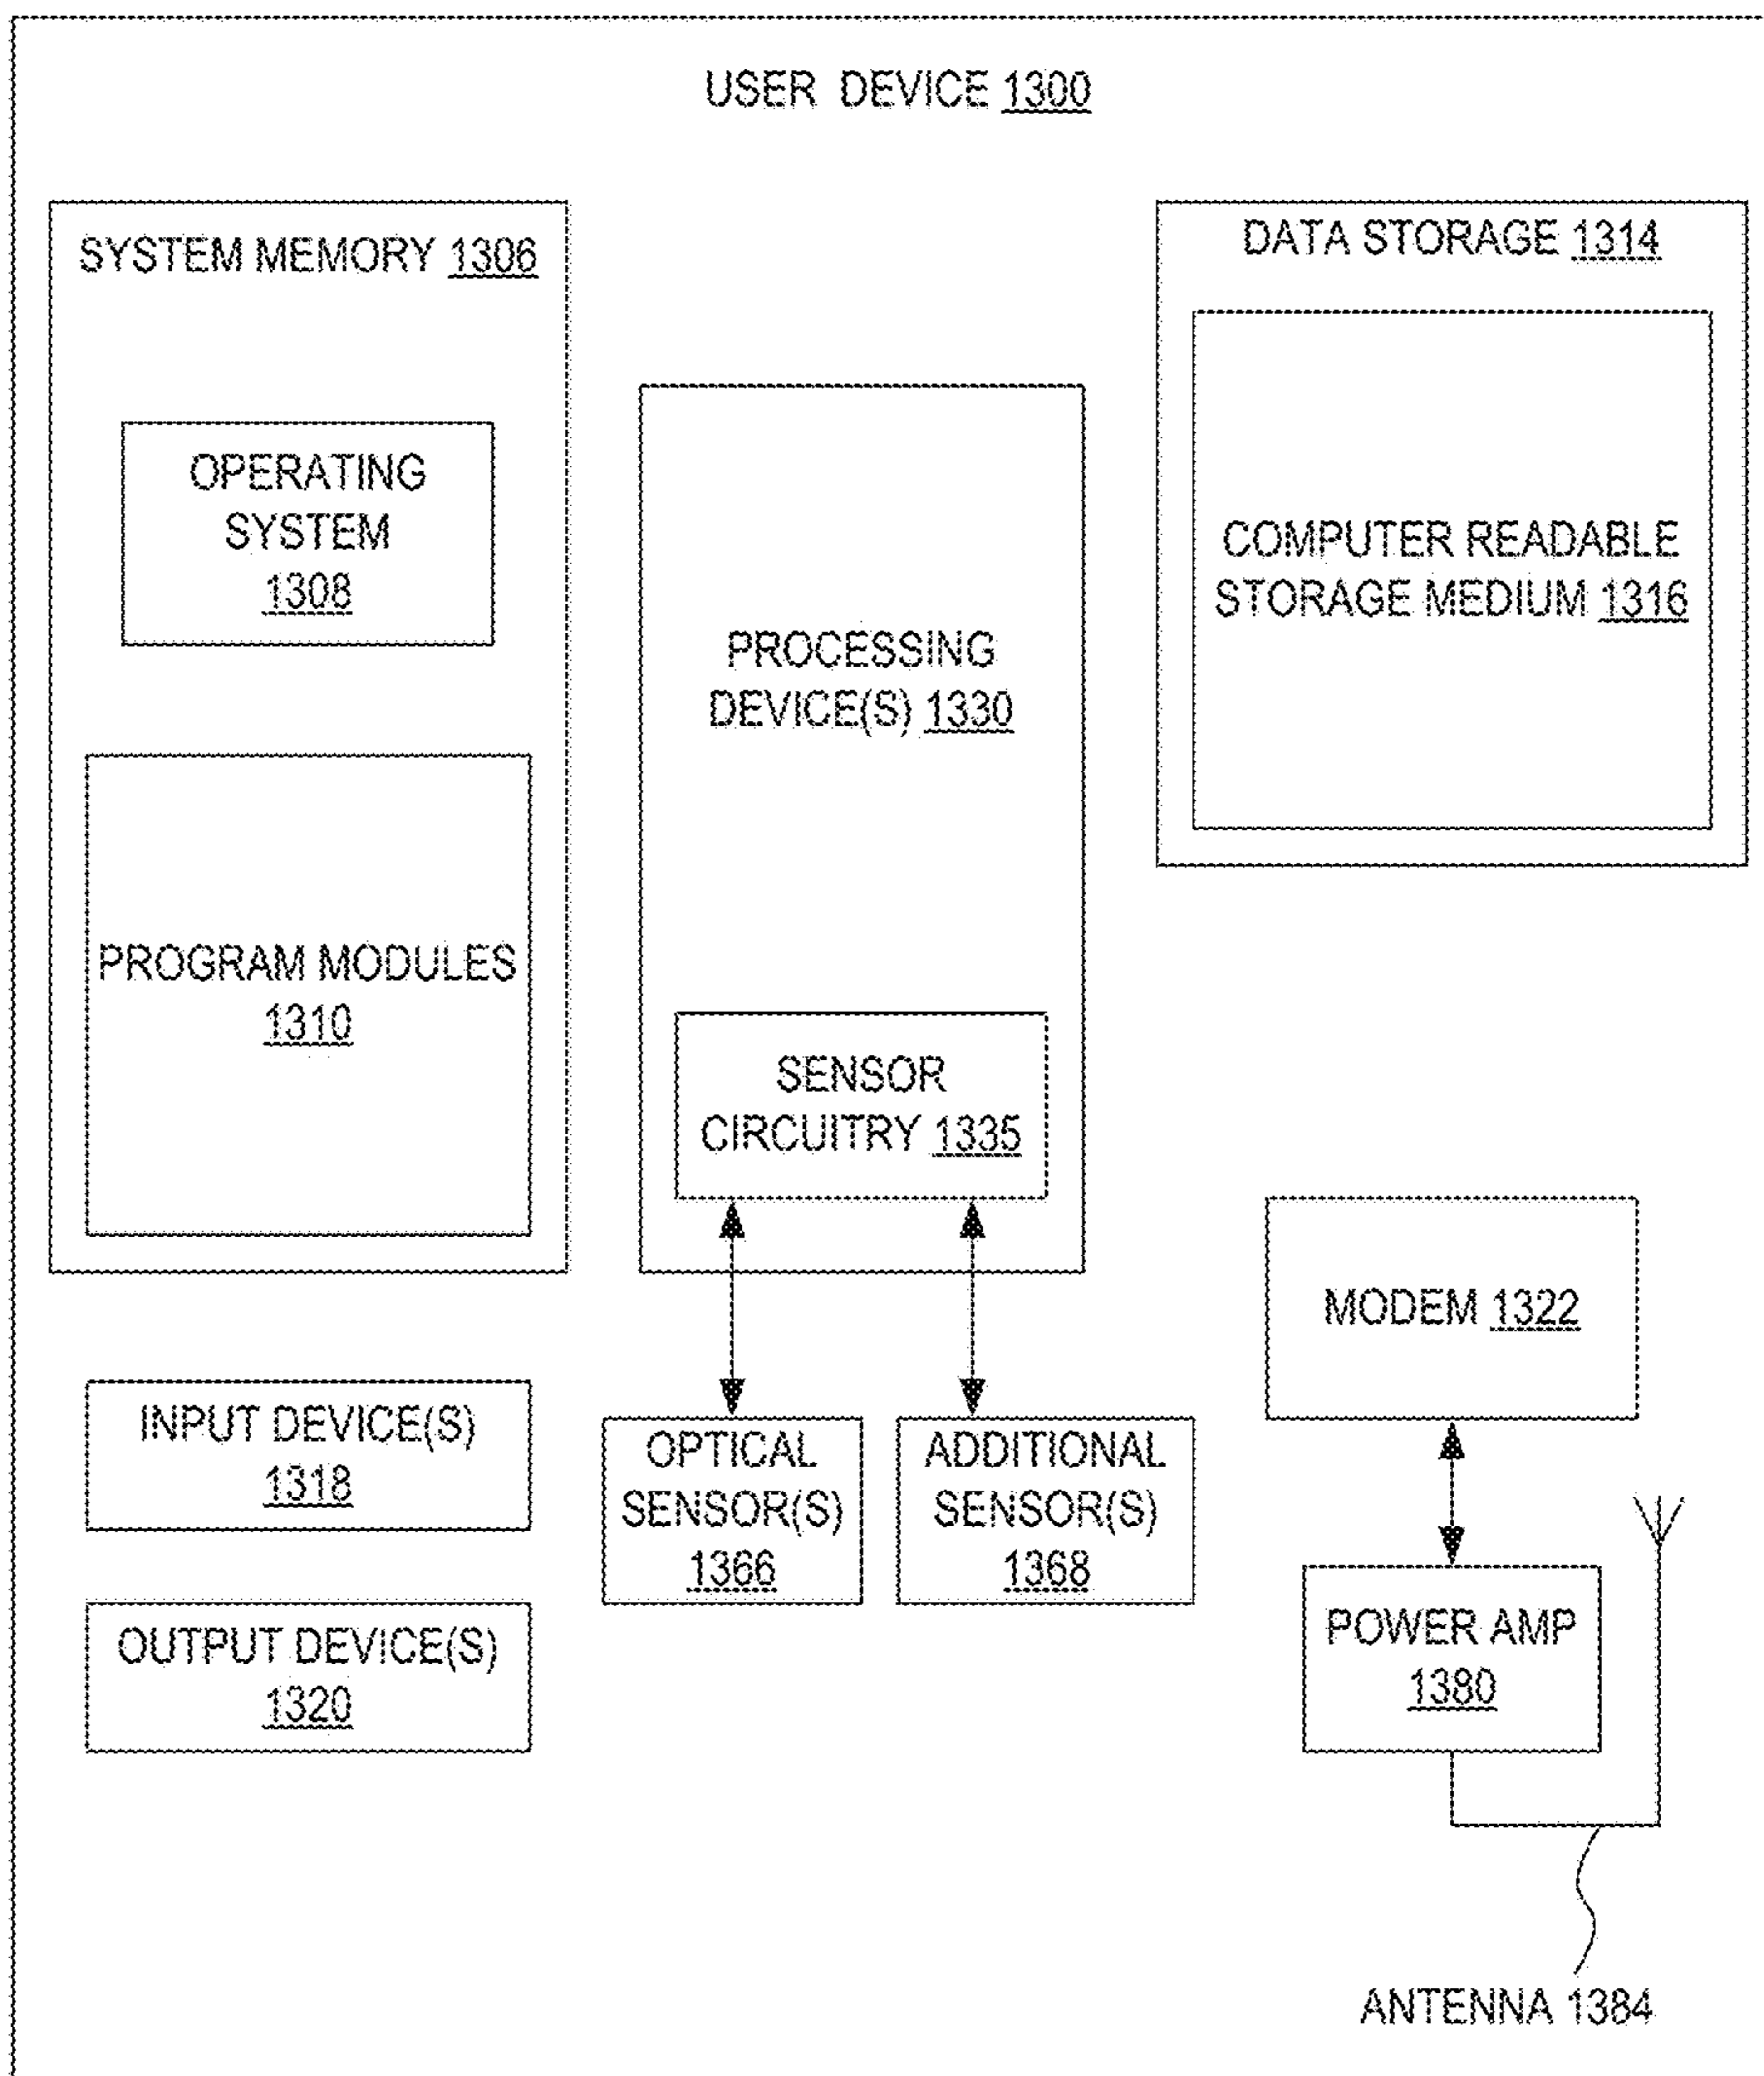 USER DEVICE 1300
SYSTEM MEMORY 1306
OPERATING
SYSTEM
1308
PROGRAM MODULES
1310
PROCESSING
DEVICE(S) 1330
SENSOR
CIRCUITRY 1335
DATA STORAGE 1314
COMPUTER READABLE
STORAGE MEDIUM 1316
INPUT DEVICE(S)
1318
OUTPUT DEVICE(S)
1320
OPTICAL
SENSOR(S)
1366
ADDITIONAL
SENSOR(S)
1368
MODEM 1322
POWER AMP
1380
ANTENNA 1384